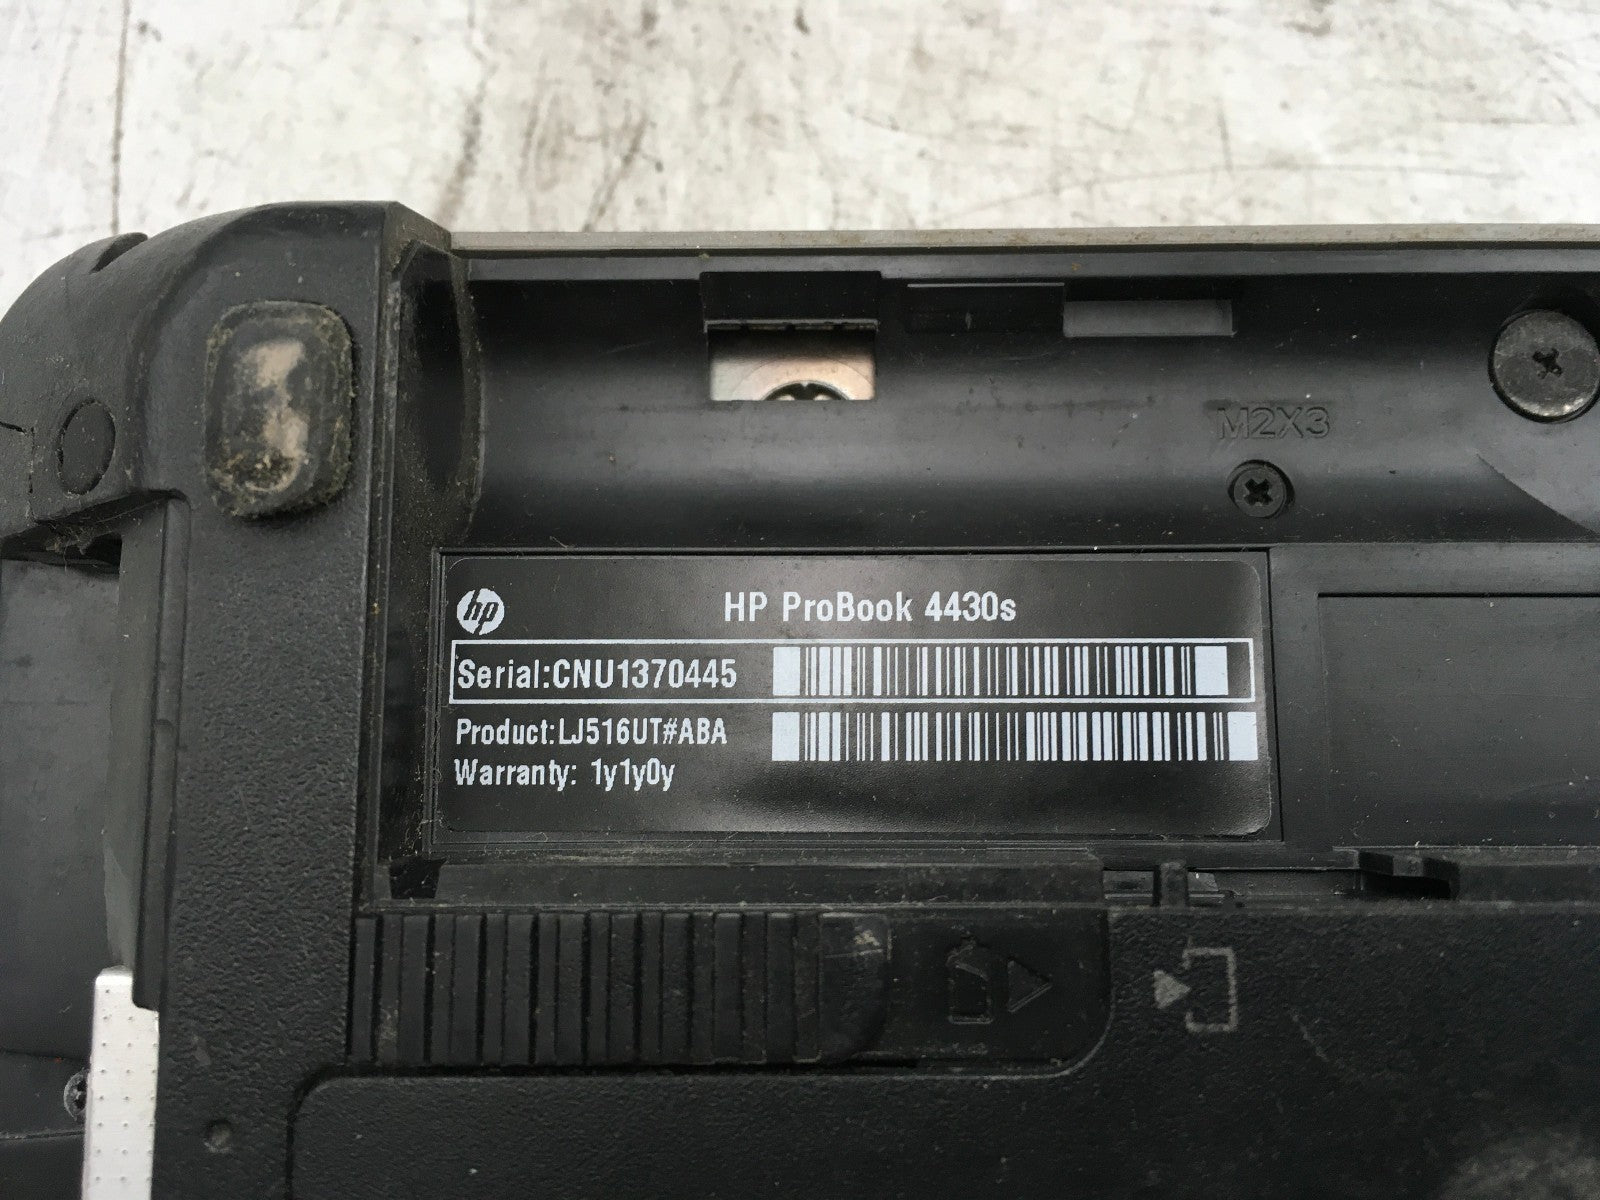 M2X3
hp
HP ProBook 4430s
Serial:CNU1370445
Product:LJ516UT#ABA
Warranty: 1y1y0y